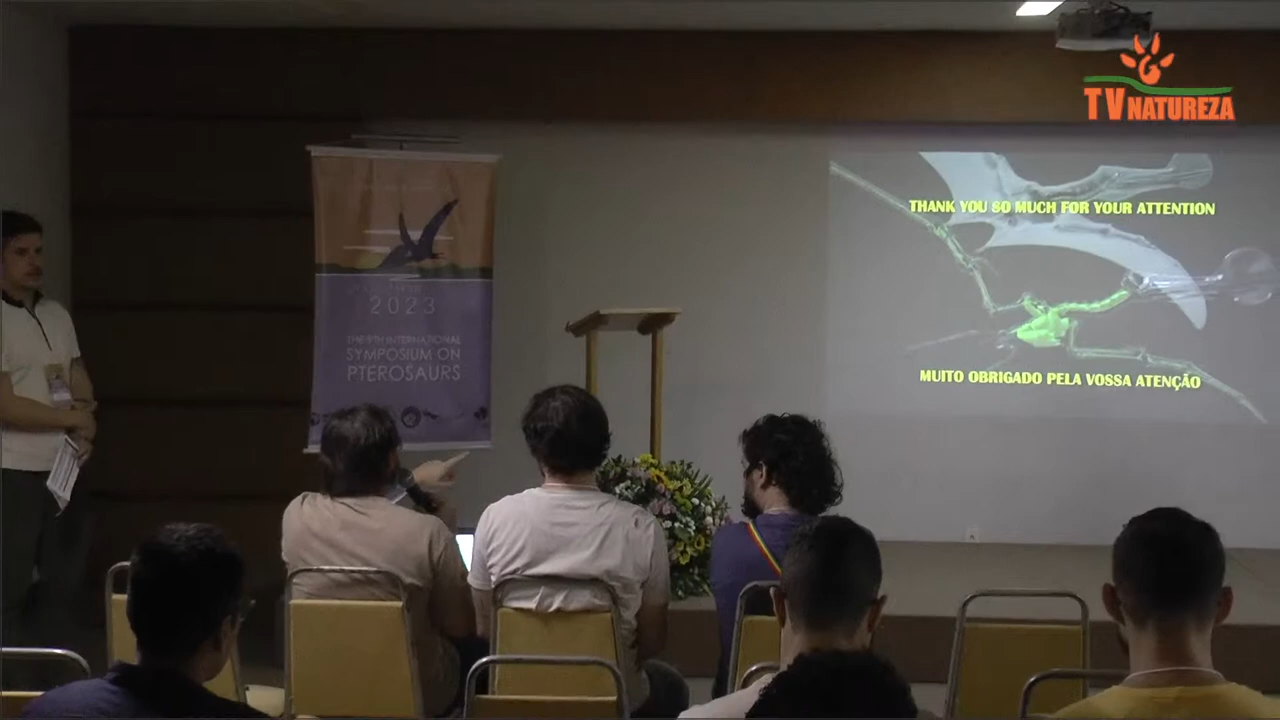 TV NATUREZA
THANK YOU SO MUCH FOR YOUR ATTENTION
2023
THE 5TH INTERNATIONAL
SYMPOSIUM ON
PTEROSAURS
MUITO OBRIGADO PELA VOSSA ATENÇÃO